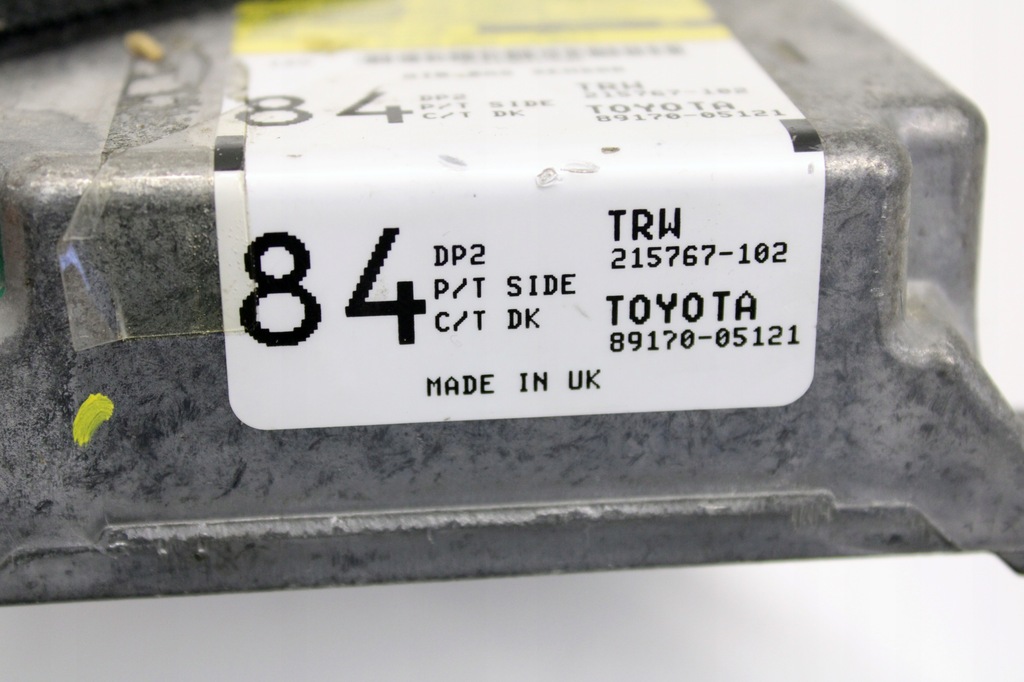 84
DP2
P/T SIDE
C/T DK
TRW
215767-102
TOYOTA
89170-05121
84
DP2
P/T SIDE
C/T DK
TRW
215767-102
TOYOTA
89170-05121
MADE IN UK